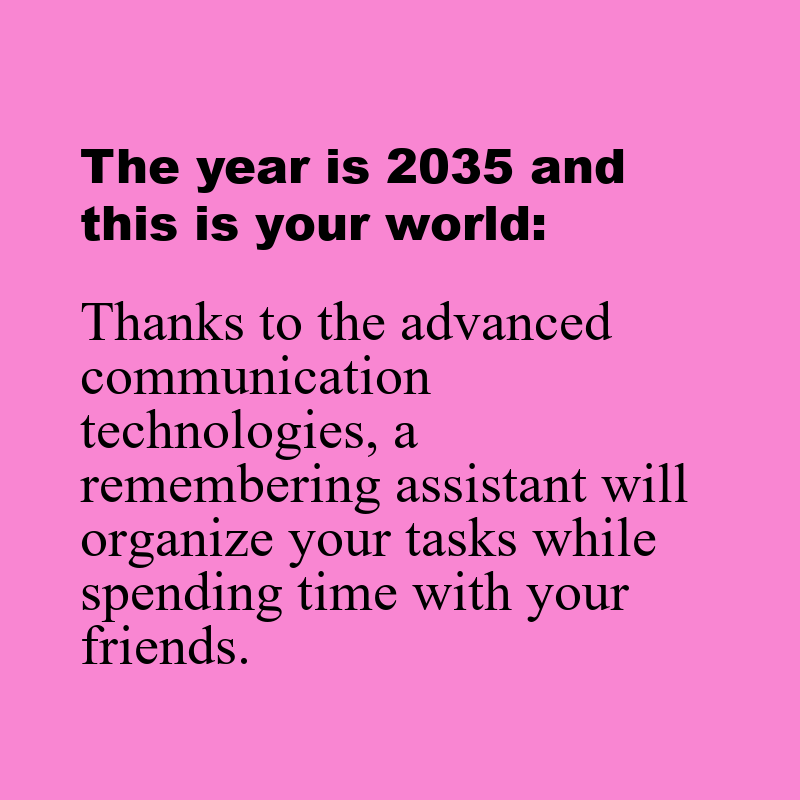 The year is 2035 and
this is your world:
Thanks to the advanced
communication
technologies, a
remembering assistant will
organize your tasks while
spending time with your
friends.